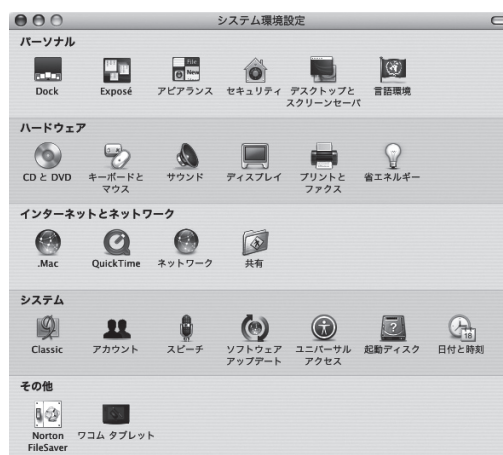 システム環境設定
パーソナル
Dock Exposé アピアランス セキュリティ デスクトップと 言語環境
スクリーンセーバ
ハードウェア
CD と DVD キーボードと サウンド ディスプレイ プリントと 省エネルギー
マウス ファクス
インターネットとネットワーク
.Mac QuickTime ネットワーク 共有
システム
Classic アカウント スピーチ ソフトウェア ユニバーサル 起動ディスク 日付と時刻
アップデート アクセス
その他
Norton ワコム タブレット
FileSaver